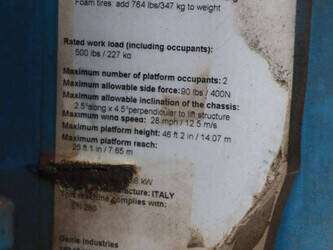 Foam tires add 764 lbs/347 kg to weight
Rated work load (including occupants):
500 lbs / 227 kg
Maximum number of platform occupants: 2
Maximum allowable side force: 90 lbs / 400N
Maximum allowable inclination of the chassis:
2.5°along x 4.5°perpendicular to lift structure
Maximum wind speed: 28 mph / 12.5 m/s
Maximum platform height: 46 ft 2 in / 14.07 m
Maximum platform reach:
25 ft 1 in / 7.65 m
kW
manufacture: ITALY
This machine complies with:
EN 280
Genie Industries